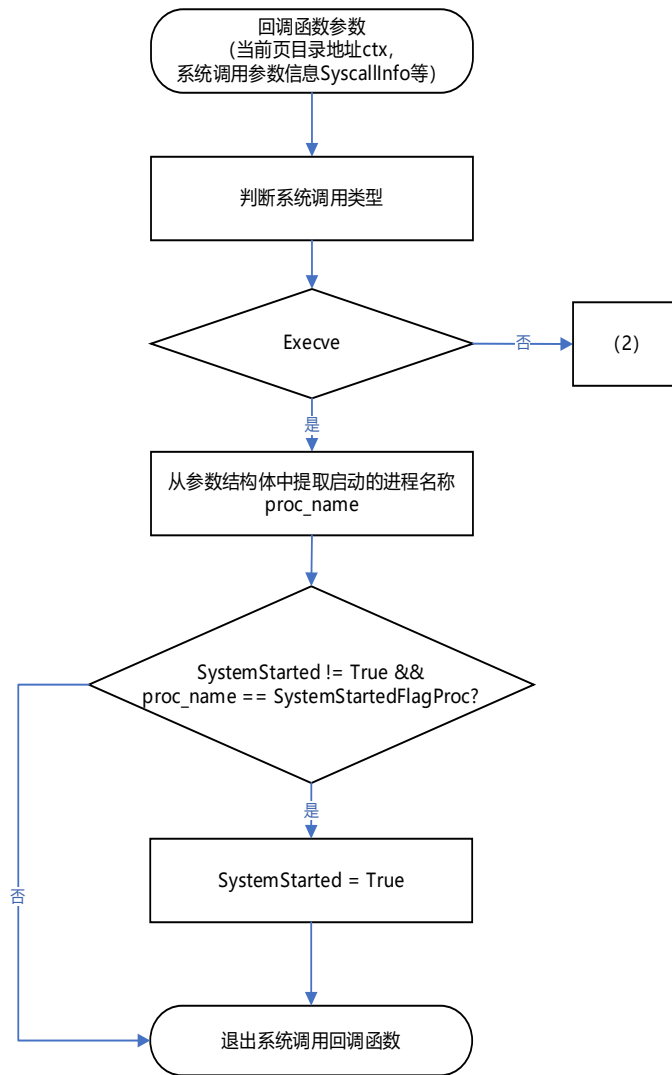 回调函数参数
(当前页目录地址ctx,
系统调用参数信息SyscallInfo等)
判断系统调用类型
Execve
否
(2)
是
从参数结构体中提取启动的进程名称
proc_name
SystemStarted != True &&
proc_name == SystemStartedFlagProc?
是
SystemStarted = True
否
退出系统调用回调函数